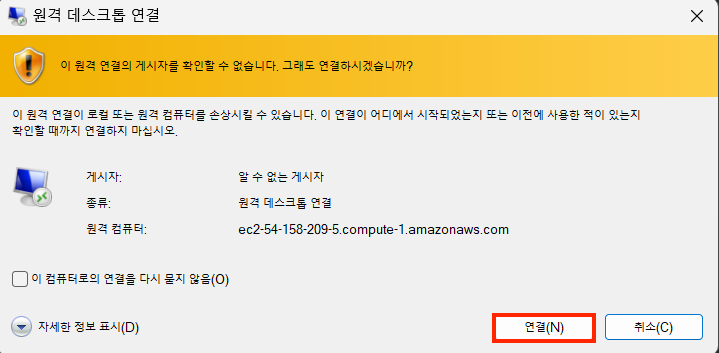 원격 데스크톱 연결
이 원격 연결의 게시자를 확인할 수 없습니다. 그래도 연결하시겠습니까?
이 원격 연결이 로컬 또는 원격 컴퓨터를 손상시킬 수 있습니다. 이 연결이 어디에서 시작되었는지 또는 이전에 사용한 적이 있는지
확인할 때까지 연결하지 마십시오.
게시자: 알 수 없는 게시자
종류: 원격 데스크톱 연결
원격 컴퓨터: ec2-54-158-209-5.compute-1.amazonaws.com
이 컴퓨터로의 연결을 다시 묻지 않음(O)
자세한 정보 표시(D) 연결(N) 취소(C)